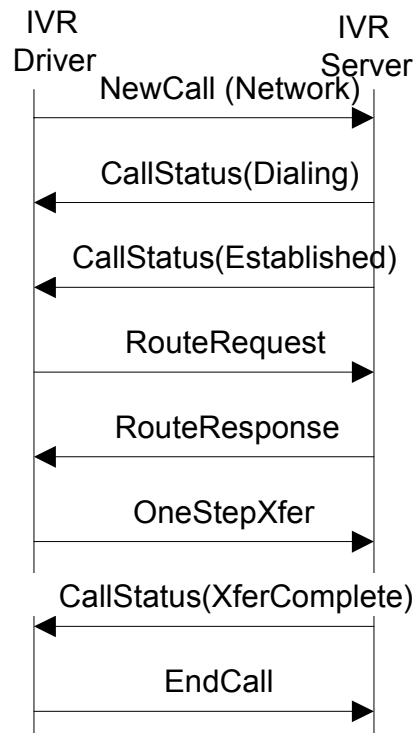 IVR
Driver
IVR
Server
NewCall (Network)
CallStatus(Dialing)
CallStatus(Established)
RouteRequest
RouteResponse
OneStepXfer
CallStatus(XferComplete)
EndCall